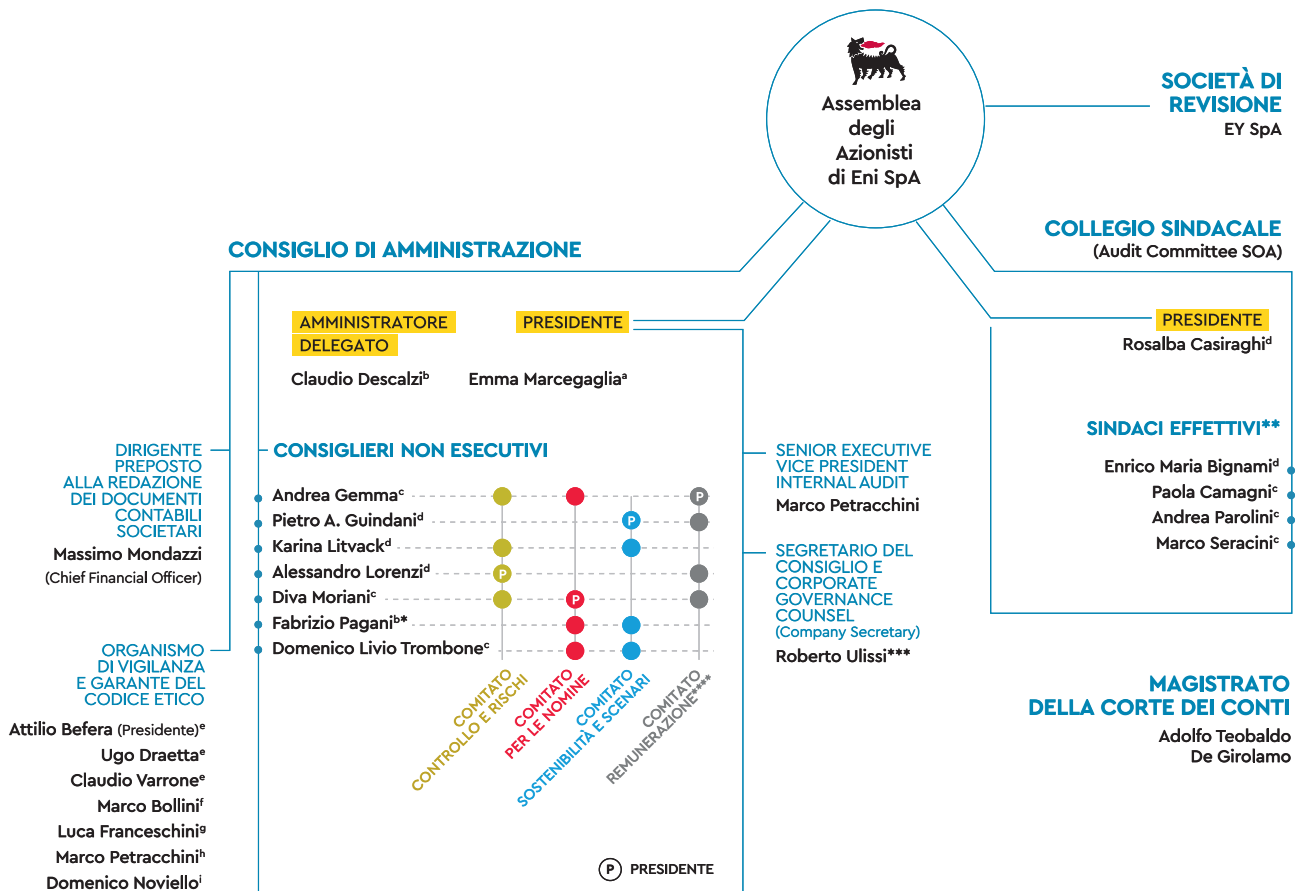 Assemblea
degli
Azionisti
di Eni SpA
SOCIETÀ DI
REVISIONE
EY SpA
CONSIGLIO DI AMMINISTRAZIONE
AMMINISTRATORE
DELEGATO
Claudio Descalziᵇ
PRESIDENTE
Emma Marcegagliaᵃ
COLLEGIO SINDACALE
(Audit Committee SOA)
PRESIDENTE
Rosalba Casiraghiᵈ
SINDACI EFFETTIVI**
Enrico Maria Bignamiᵈ
Paola Camagniᶜ
Andrea Paroliniᶜ
Marco Seraciniᶜ
DIRIGENTE
PREPOSTO
ALLA REDAZIONE
DEI DOCUMENTI
CONTABILI
SOCIETARI
Massimo Mondazzi
(Chief Financial Officer)
ORGANISMO
DI VIGILANZA
E GARANTE DEL
CODICE ETICO
Attilio Befera (Presidente)ᵉ
Ugo Draettaᵉ
Claudio Varroneᵉ
Marco Bolliniᶠ
Luca Franceschiniᵍ
Marco Petracchiniʰ
Domenico Novielloⁱ
CONSIGLIERI NON ESECUTIVI
Andrea Gemmaᶜ P
Pietro A. Guindaniᵈ P
Karina Litvackᵈ
Alessandro Lorenziᵈ P
Diva Morianiᶜ P
Fabrizio Paganiᵇ*
Domenico Livio Tromboneᶜ
COMITATO
CONTROLLO E RISCHI
COMITATO
PER LE NOMINE
COMITATO
SOSTENIBILITÀ E SCENARI
COMITATO
REMUNERAZIONE****
P PRESIDENTE
SENIOR EXECUTIVE
VICE PRESIDENT
INTERNAL AUDIT
Marco Petracchini
SEGRETARIO DEL
CONSIGLIO E
CORPORATE
GOVERNANCE
COUNSEL
(Company Secretary)
Roberto Ulissi***
MAGISTRATO
DELLA CORTE DEI CONTI
Adolfo Teobaldo
De Girolamo